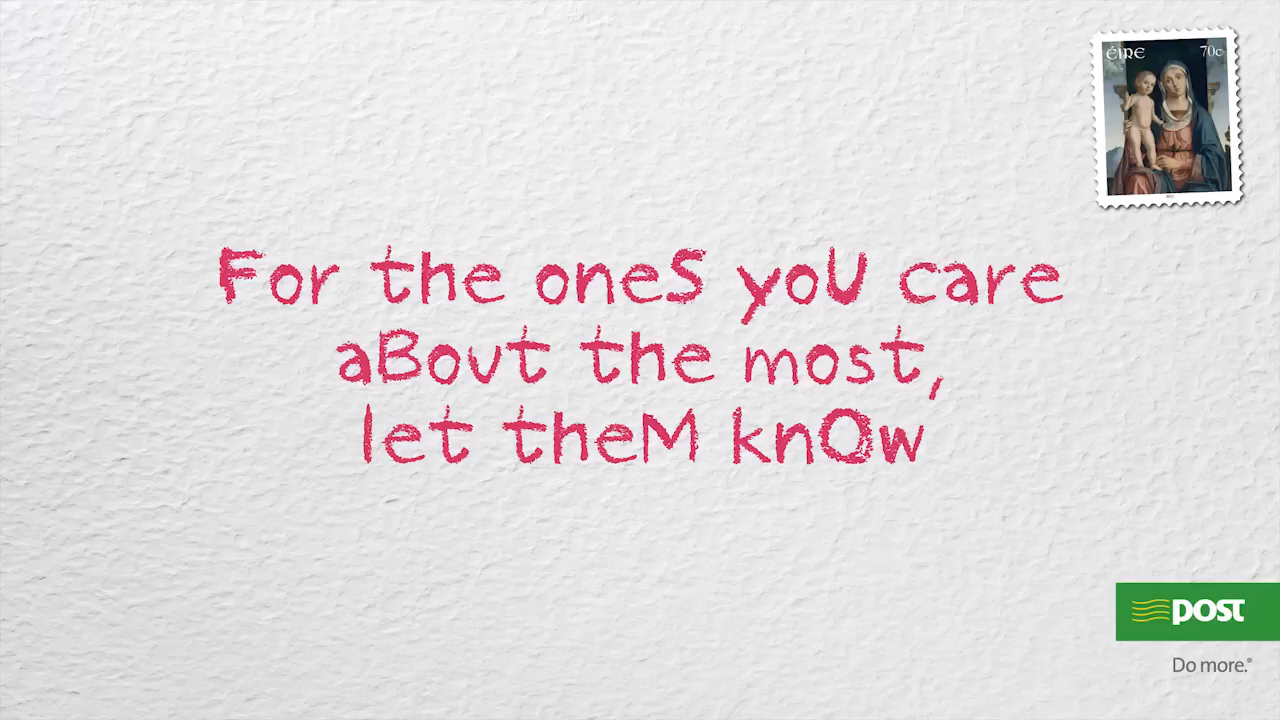 ÉIRE 70c
For the oneS yoU care
aBout the most,
let theM knOw
post
Do more.®